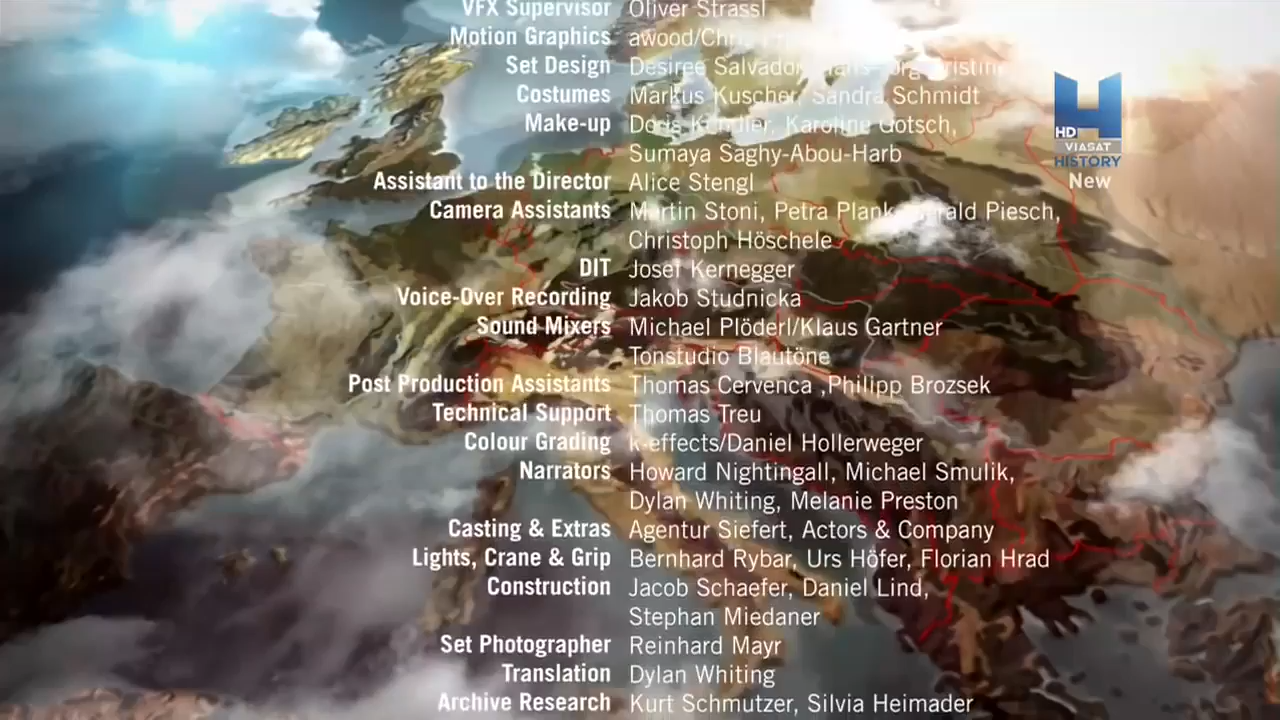 VFX Supervisor Oliver Strassl
Motion Graphics
Set Design Desiree Salvador,
Costumes Markus Kuscher, Sandra Schmidt
Make-up Doris Kendler, Karoline Gotsch,
Sumaya Saghy-Abou-Harb
Assistant to the Director Alice Stengl
Camera Assistants Martin Stoni, Petra Plank, Piesch,
Christoph Höschele
DIT Josef Kernegger
Voice-Over Recording Jakob Studnicka
Sound Mixers Michael Plöderl/Klaus Gartner
Tonstudio Blautöne
Post Production Assistants Thomas Cervenca ,Philipp Brozsek
Technical Support Thomas Treu
Colour Grading k-effects/Daniel Hollerweger
Narrators Howard Nightingall, Michael Smulik,
Dylan Whiting, Melanie Preston
Casting & Extras Agentur Siefert, Actors & Company
Lights, Crane & Grip Bernhard Rybar, Urs Höfer, Florian Hrad
Construction Jacob Schaefer, Daniel Lind,
Stephan Miedaner
Set Photographer Reinhard Mayr
Translation Dylan Whiting
Archive Research Kurt Schmutzer, Silvia Heimader
HD
VIASAT
HISTORY
New